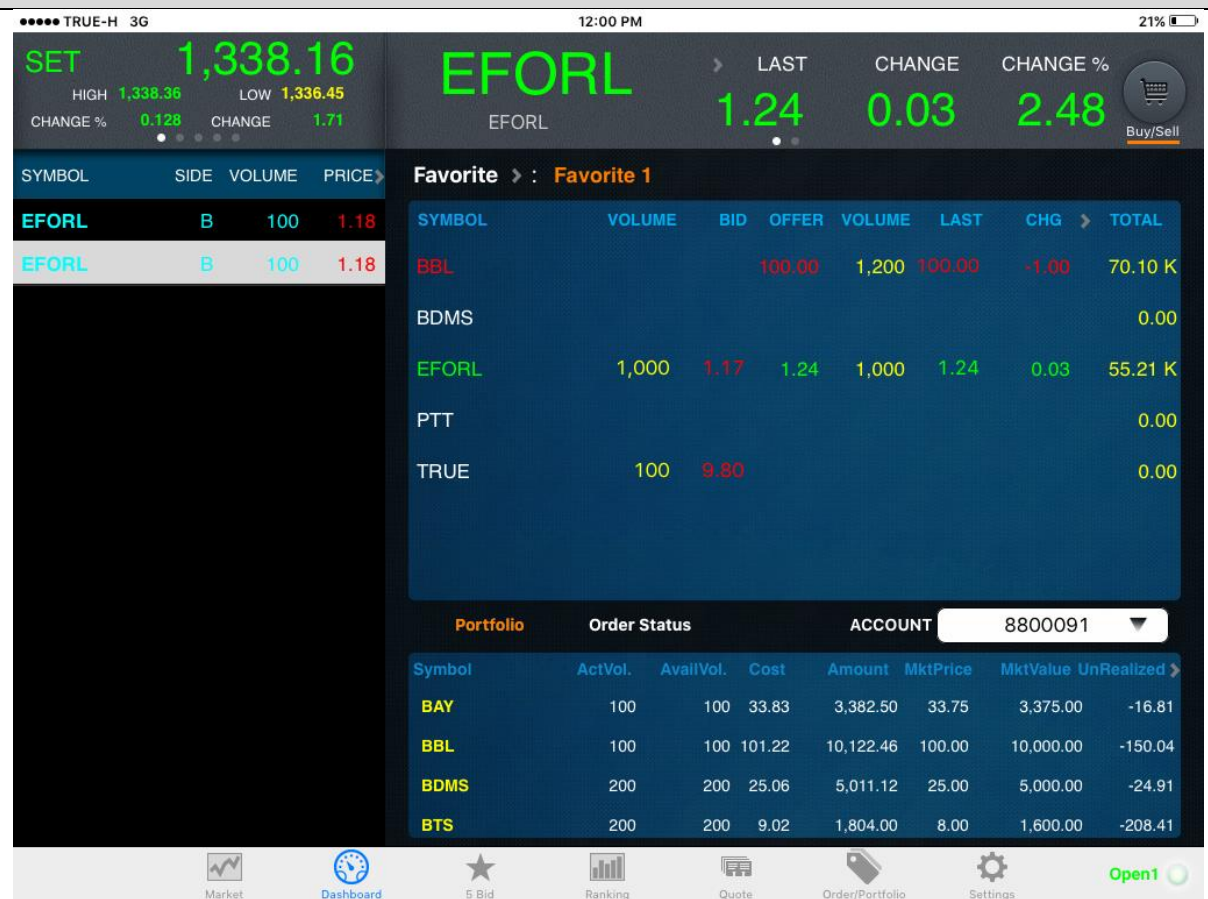 TRUE-H 3G 12:00 PM 21%
SET 1,338.16
HIGH 1,338.36 LOW 1,336.45
CHANGE % 0.128 CHANGE 1.71
EFORL
EFORL
LAST CHANGE CHANGE %
1.24 0.03 2.48
Buy/Sell
SYMBOL SIDE VOLUME PRICE
EFORL B 100 1.18
EFORL B 100 1.18
Favorite : Favorite 1
SYMBOL VOLUME BID OFFER VOLUME LAST CHG TOTAL
BBL 100.00 1,200 100.00 -1.00 70.10 K
BDMS 0.00
EFORL 1,000 1.17 1.24 1,000 1.24 0.03 55.21 K
PTT 0.00
TRUE 100 9.80 0.00
Portfolio Order Status ACCOUNT 8800091
Symbol ActVol. AvailVol. Cost Amount MktPrice MktValue UnRealized
BAY 100 100 33.83 3,382.50 33.75 3,375.00 -16.81
BBL 100 100 101.22 10,122.46 100.00 10,000.00 -150.04
BDMS 200 200 25.06 5,011.12 25.00 5,000.00 -24.91
BTS 200 200 9.02 1,804.00 8.00 1,600.00 -208.41
Market Dashboard 5 Bid Ranking Quote Order/Portfolio Settings Open1